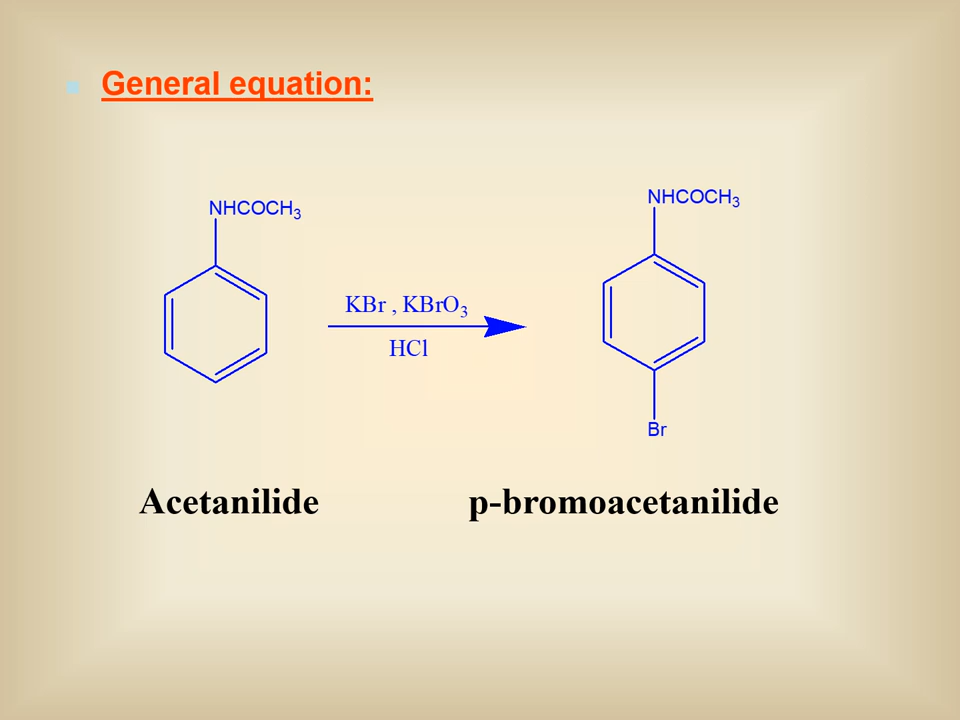 General equation:
NHCOCH₃
NHCOCH₃
KBr , KBrO₃
HCl
Br
Acetanilide
p-bromoacetanilide